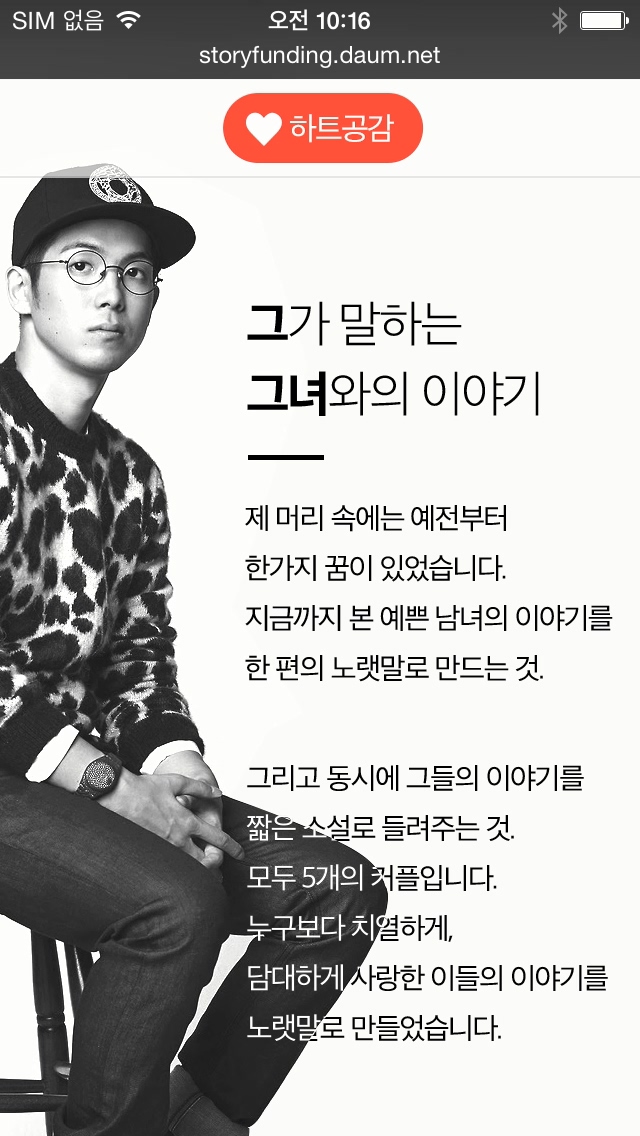 SIM 없음
오전 10:16
storyfunding.daum.net
하트공감
그가 말하는
그녀와의 이야기
제 머리 속에는 예전부터
한가지 꿈이 있었습니다.
지금까지 본 예쁜 남녀의 이야기를
한 편의 노랫말로 만드는 것.
그리고 동시에 그들의 이야기를
짧은 소설로 들려주는 것.
모두 5개의 커플입니다.
누구보다 치열하게,
담대하게 사랑한 이들의 이야기를
노랫말로 만들었습니다.